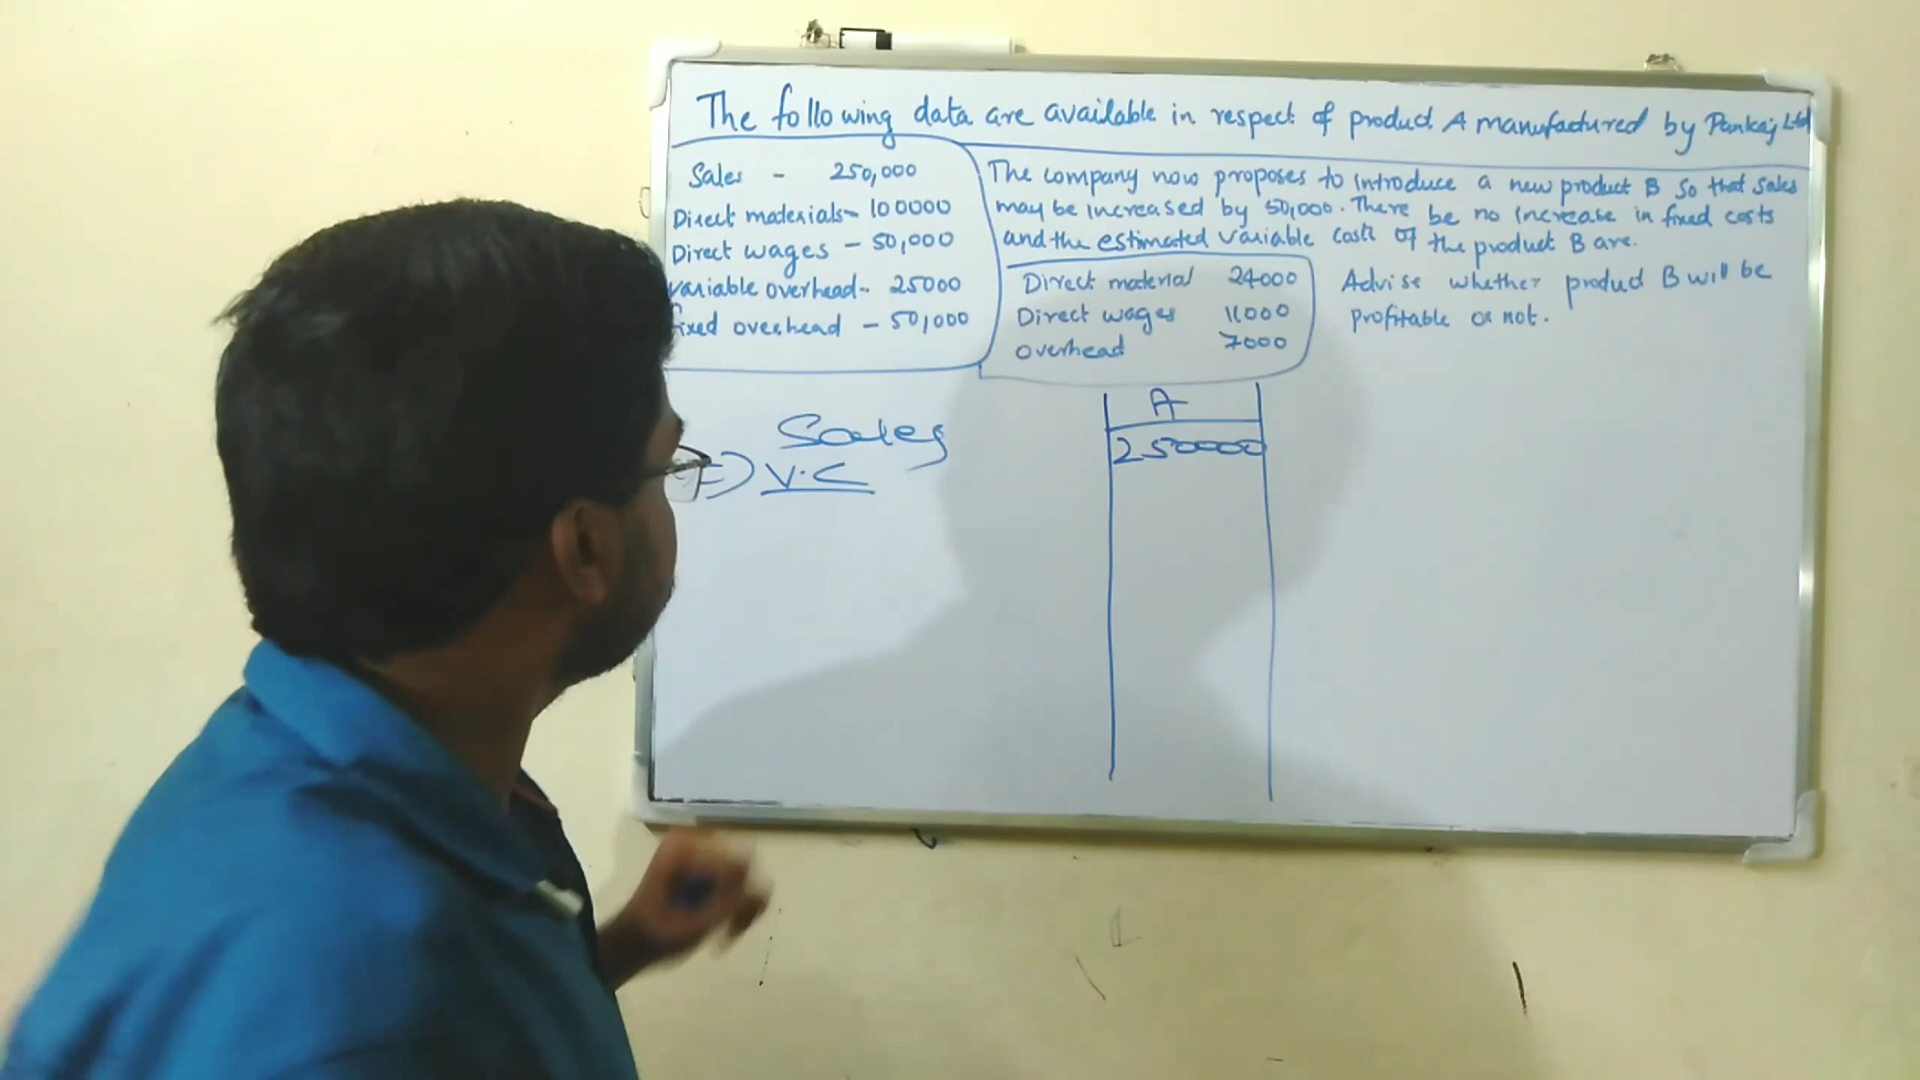 The following data are available in respect of product A manufactured by Pankaj Ltd
Sales - 250,000
Direct materials- 100000
Direct wages - 50,000
Variable overhead- 25000
Fixed overhead - 50,000
The company now proposes to introduce a new product B so that sales
may be increased by 50,000. There be no increase in fixed costs
and the estimated variable costs of the product B are.
Direct material 24000
Direct wages 11000
overhead 7000
Advise whether product B will be
profitable or not.
Sales
=> V.C
A
250000